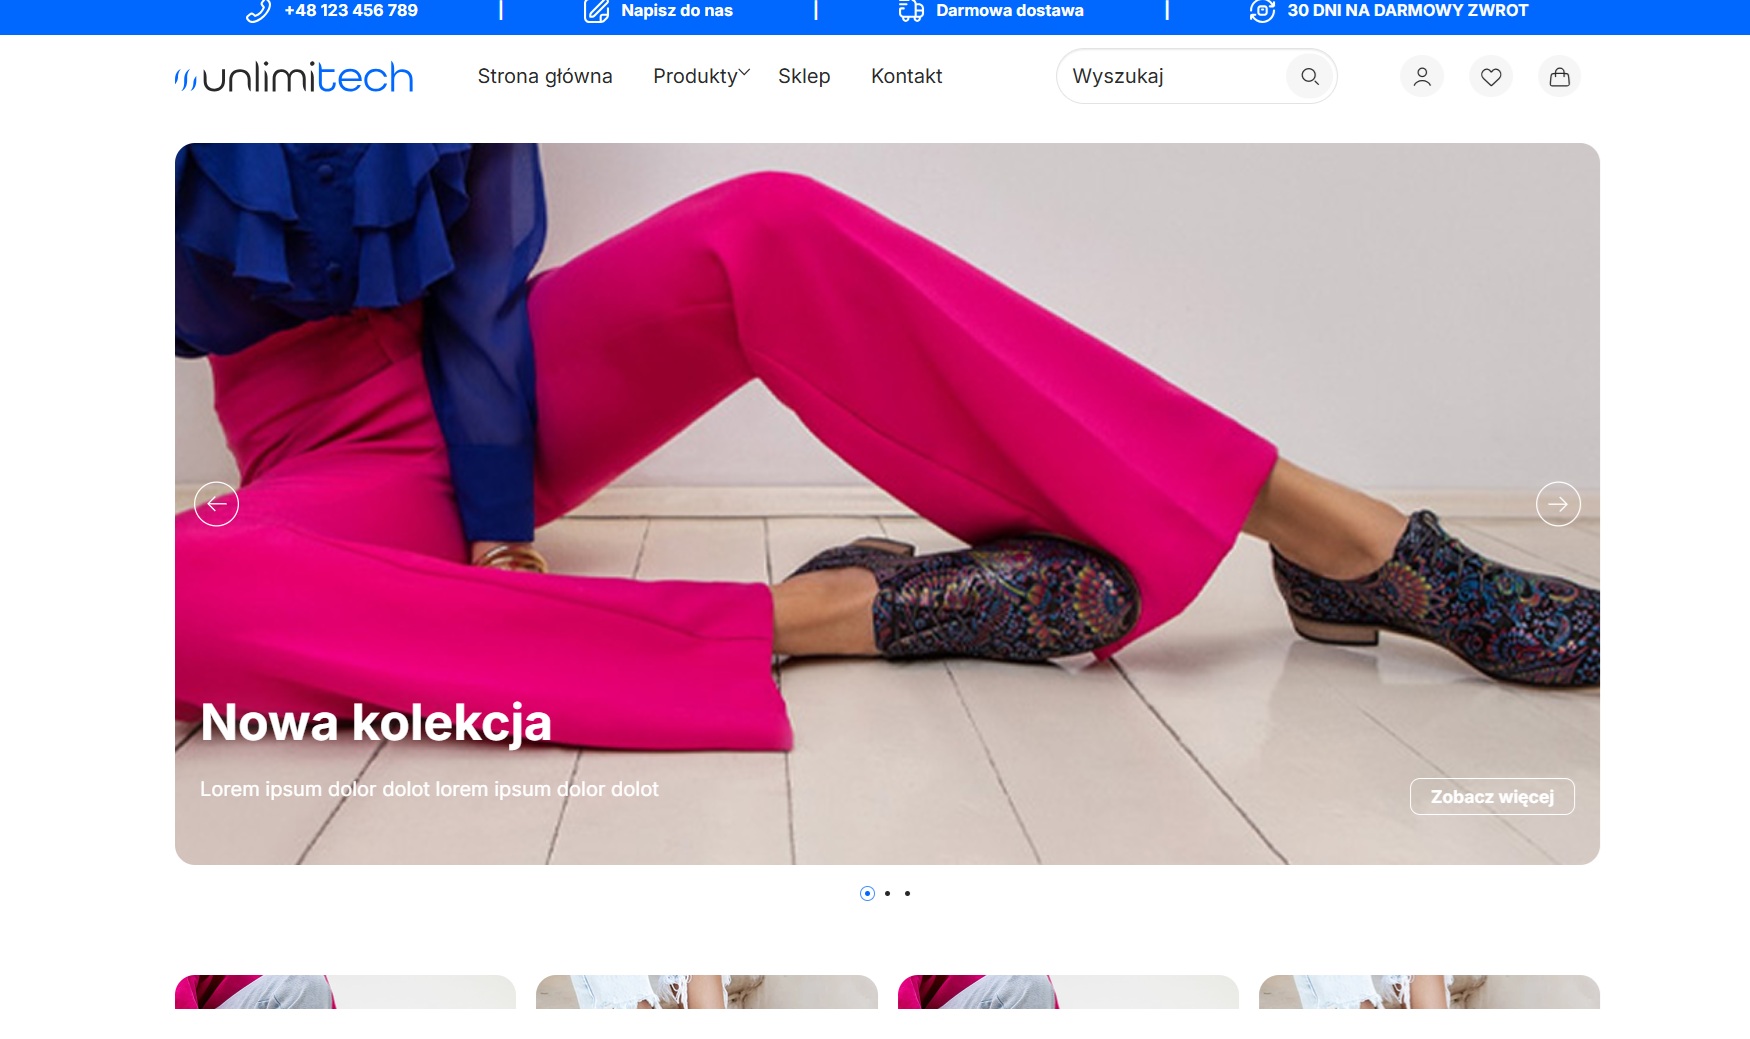 +48 123 456 789 | Napisz do nas | Darmowa dostawa | 30 DNI NA DARMOWY ZWROT
unlimitech Strona główna Produkty Sklep Kontakt Wyszukaj
Nowa kolekcja
Lorem ipsum dolor dolot lorem ipsum dolor dolot
Zobacz więcej